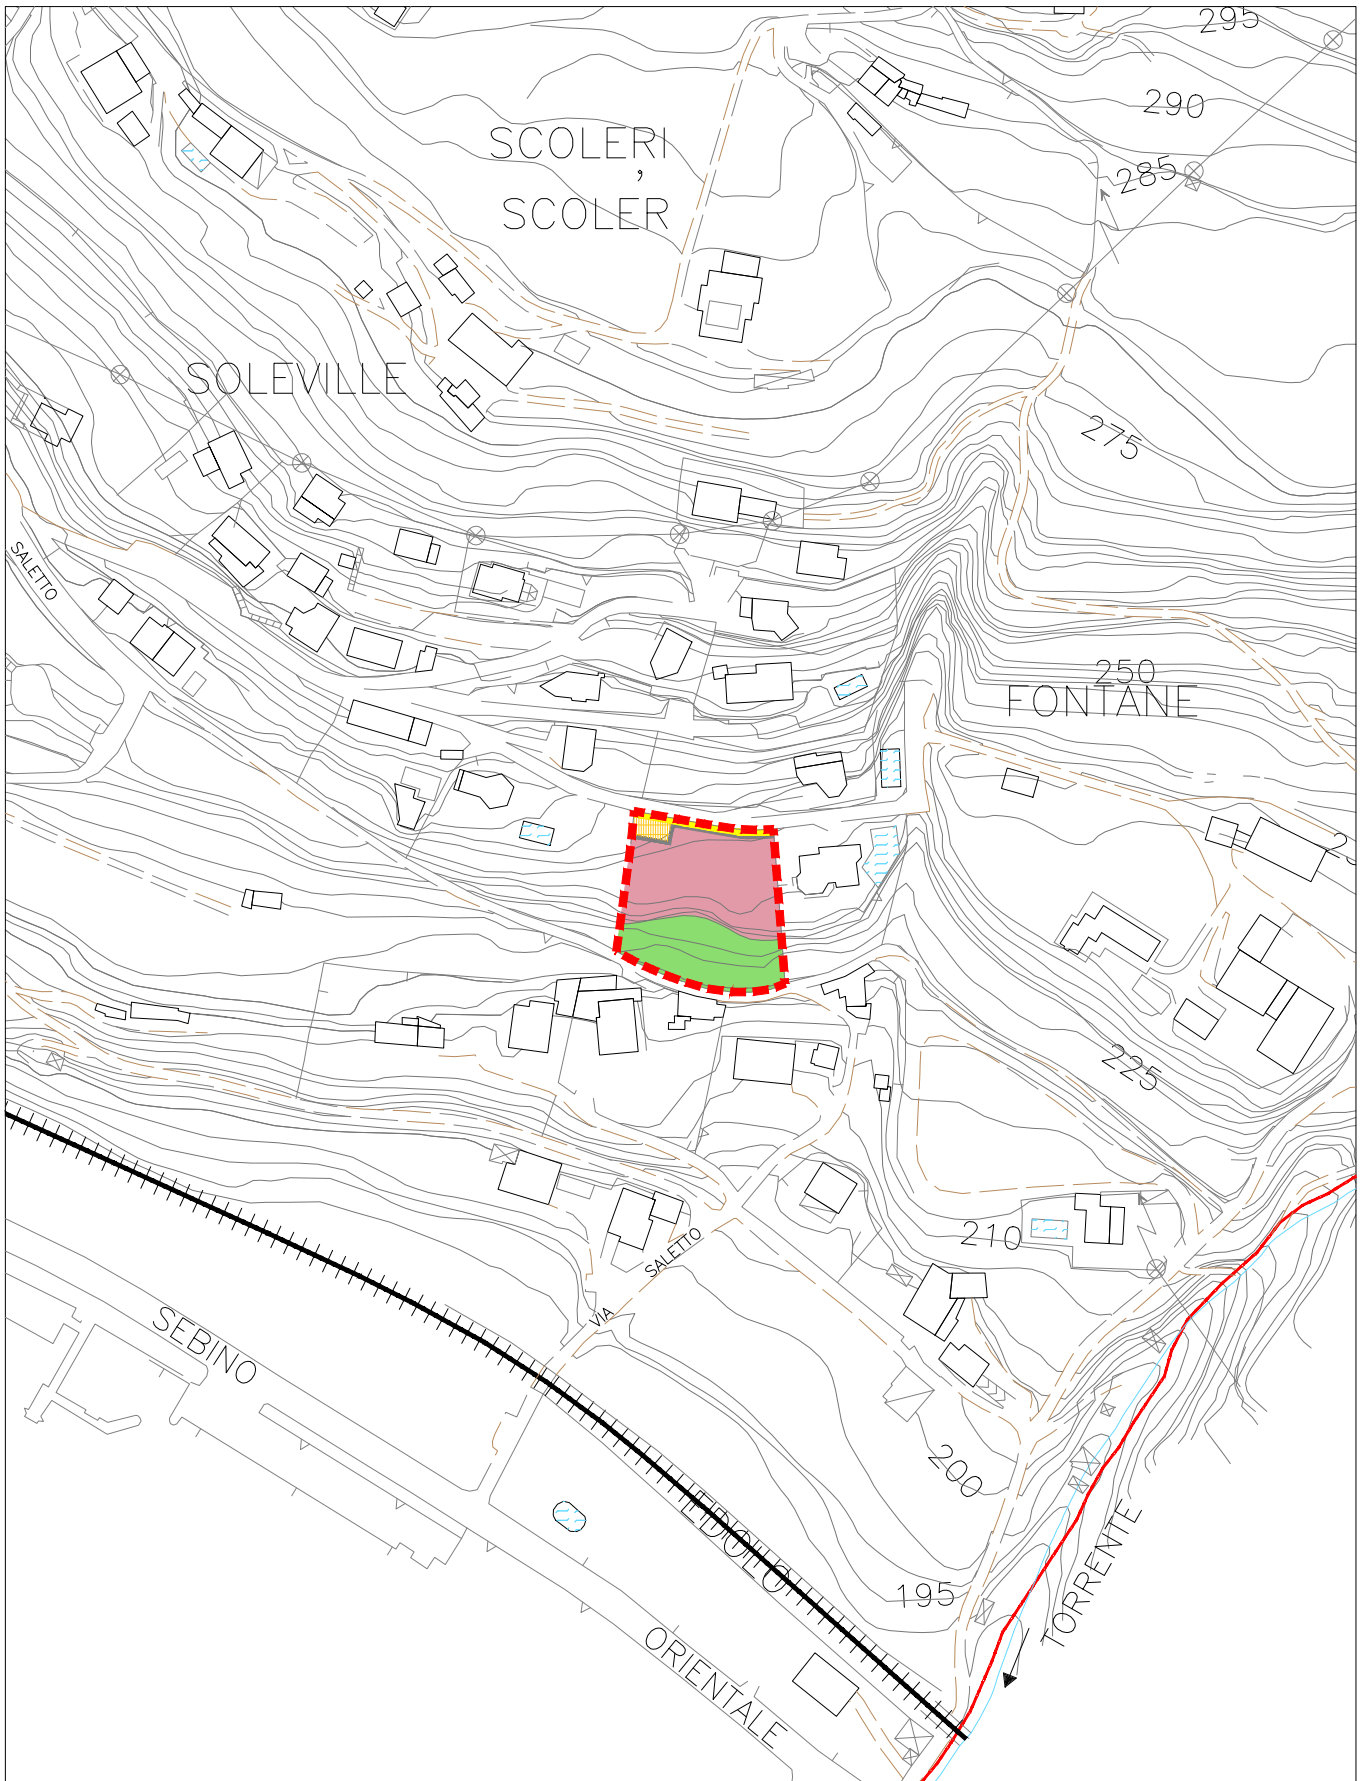 295
290
SCOLERI
,
SCOLER
285
SOLEVILLE
275
SALETTO
250
FONTANE
225
210
SALETTO
VIA
SEBINO
200
EDOLO
195
TORRENTE
ORIENTALE